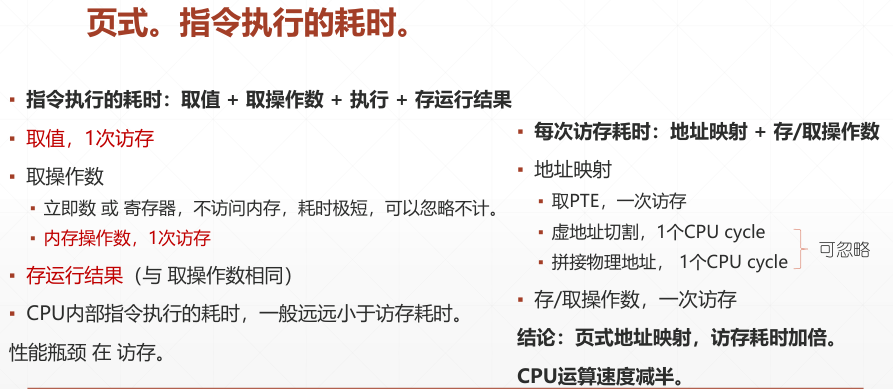 页式。指令执行的耗时。
指令执行的耗时：取值 + 取操作数 + 执行 + 存运行结果
取值，1次访存
取操作数
立即数 或 寄存器，不访问内存，耗时极短，可以忽略不计。
内存操作数，1次访存
存运行结果（与 取操作数相同）
CPU内部指令执行的耗时，一般远远小于访存耗时。
性能瓶颈 在 访存。
每次访存耗时：地址映射 + 存/取操作数
地址映射
取PTE，一次访存
虚地址切割，1个CPU cycle
拼接物理地址， 1个CPU cycle
可忽略
存/取操作数，一次访存
结论：页式地址映射，访存耗时加倍。
CPU运算速度减半。